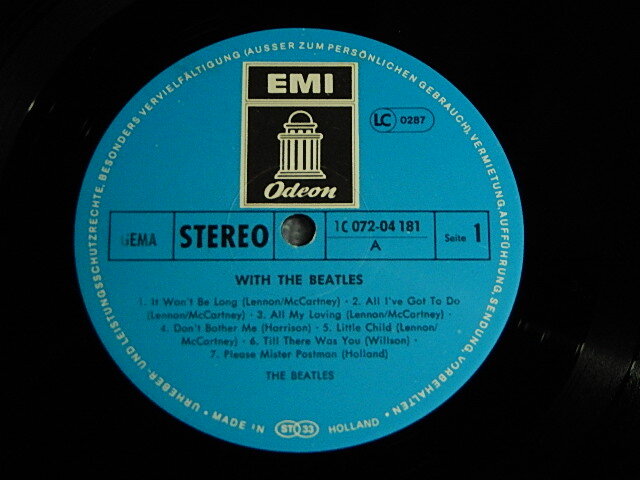 URHEBER- UND LEISTUNGSSCHUTZRECHTE, BESONDERS VERVIELFÄLTIGUNG (AUSSER ZUM PERSÖNLICHEN GEBRAUCH), VERMIETUNG, AUFFÜHRUNG, SENDUNG, VORBEHALTEN •
EMI
Odeon
LC 0287
GEMA
STEREO
1C 072-04 181
A
Seite 1
WITH THE BEATLES
1. It Won't Be Long (Lennon/McCartney) · 2. All I've Got To Do
(Lennon/McCartney) · 3. All My Loving (Lennon/McCartney) ·
4. Don't Bother Me (Harrison) · 5. Little Child (Lennon/
McCartney) · 6. Till There Was You (Willson) ·
7. Please Mister Postman (Holland)
THE BEATLES
• MADE IN
ST 33
HOLLAND